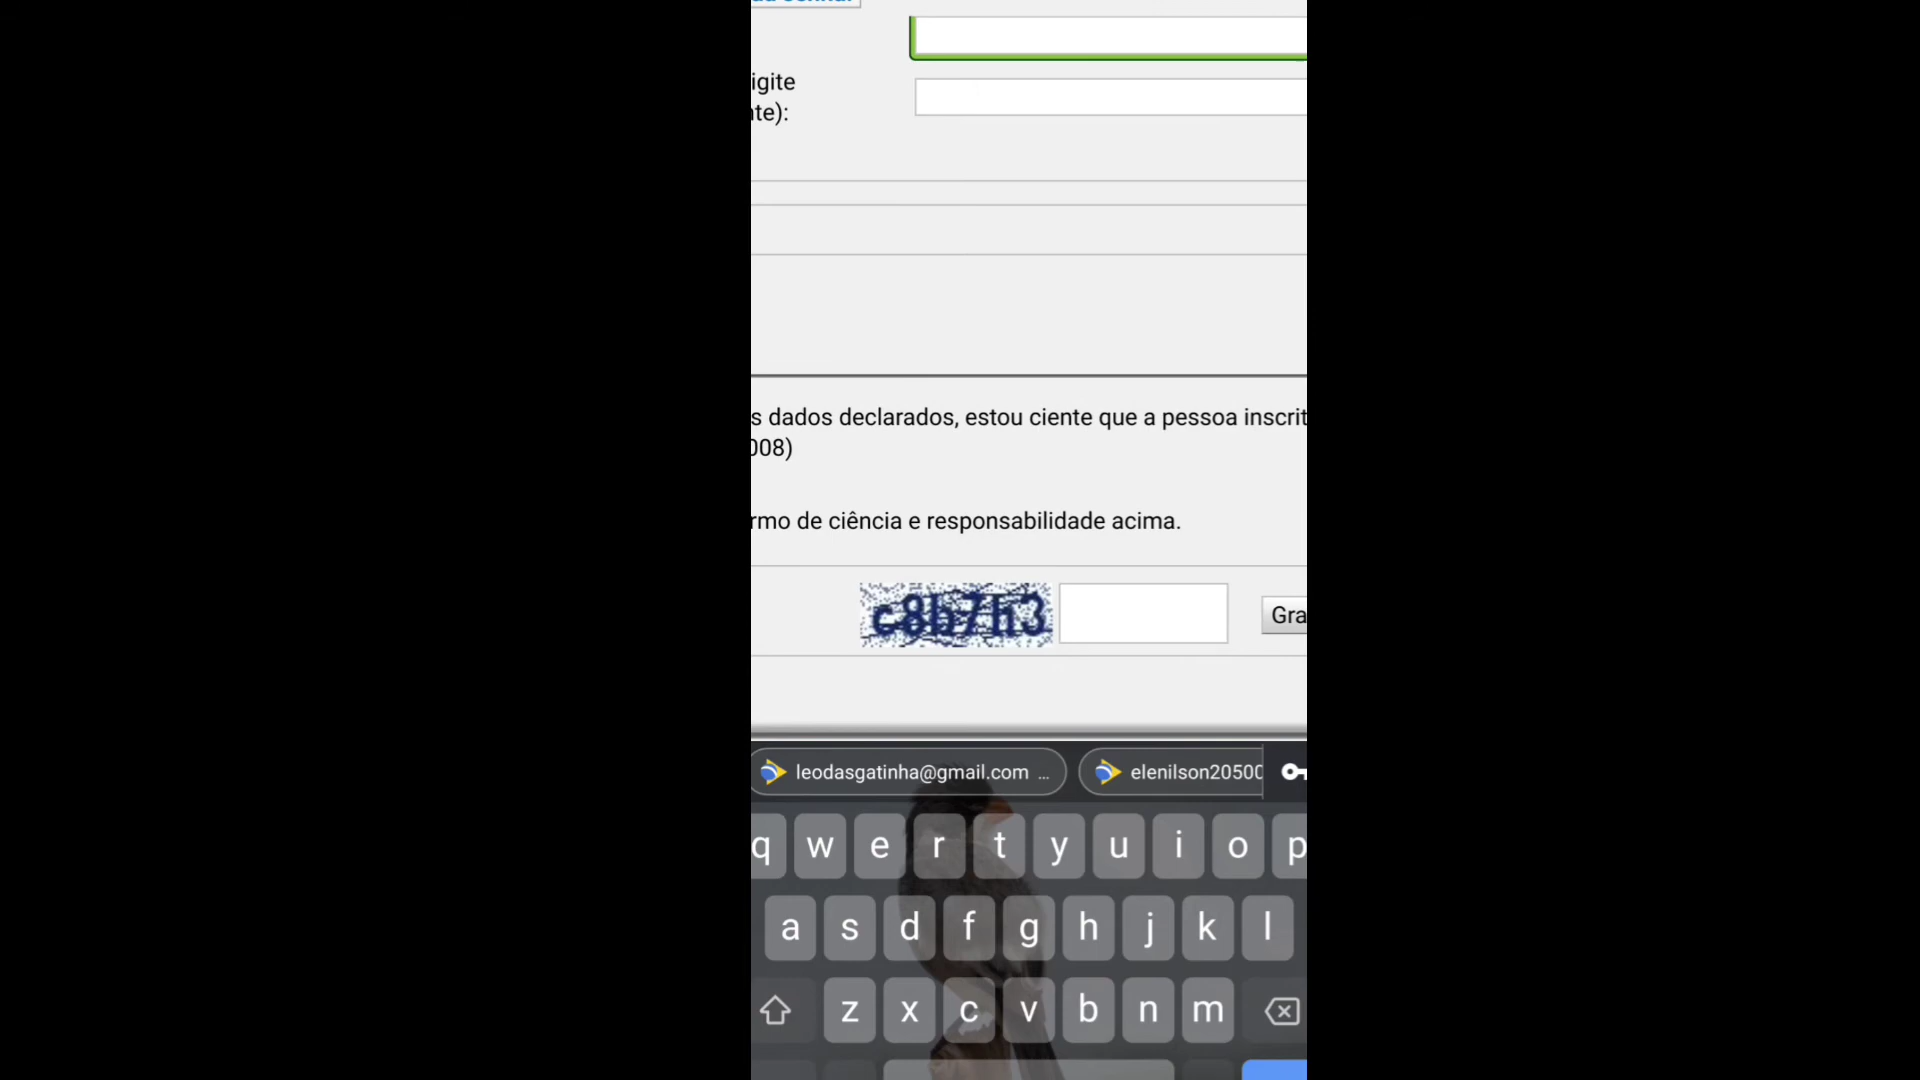 igite
te):
s dados declarados, estou ciente que a pessoa inscrit
008)
rmo de ciência e responsabilidade acima.
c8b7h3
Gra
leodasgatinha@gmail.com ...
elenilson20500
q w e r t y u i o p
a s d f g h j k l
z x c v b n m